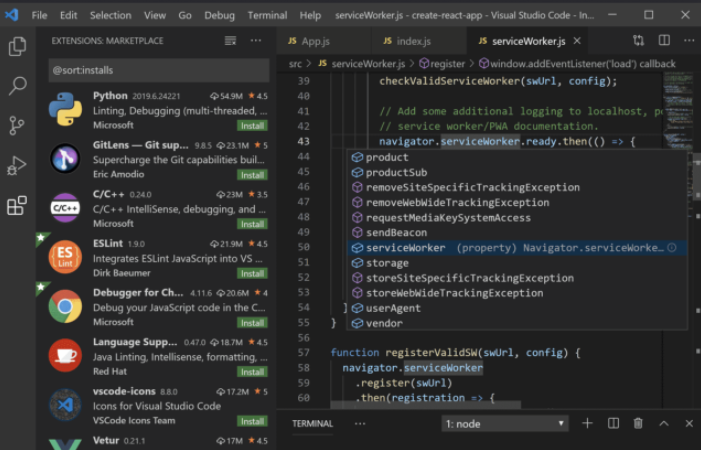 File Edit Selection View Go Debug Terminal Help serviceWorker.js - create-react-app - Visual Studio Code - In...
EXTENSIONS: MARKETPLACE
@sort:installs
Python 2019.6.24221 54.9M ★ 4.5
Linting, Debugging (multi-threaded, ...
Microsoft Install
GitLens — Git sup... 9.8.5 23.1M ★ 5
Supercharge the Git capabilities buil...
Eric Amodio Install
C/C++ 0.24.0 23M ★ 3.5
C/C++ IntelliSense, debugging, and ...
Microsoft Install
ESLint 1.9.0 21.9M ★ 4.5
Integrates ESLint JavaScript into VS ...
Dirk Baeumer Install
Debugger for Ch... 4.11.6 20.6M ★ 4
Debug your JavaScript code in the C...
Microsoft Install
Language Supp... 0.47.0 18.7M ★ 4.5
Java Linting, Intellisense, formatting, ...
Red Hat Install
vscode-icons 8.8.0 17.2M ★ 5
Icons for Visual Studio Code
VSCode Icons Team Install
Vetur 0.21.1 17M ★ 4.5
C/C++
ES
Lint
JS App.js JS index.js JS serviceWorker.js ×
src > JS serviceWorker.js > register > window.addEventListener('load') callback
39 checkValidServiceWorker(swUrl, config);
40
41 // Add some additional logging to localhost, p
42 // service worker/PWA documentation.
43 navigator.serviceWorker.ready.then(() => {
44 product
45 productSub
46 removeSiteSpecificTrackingException
47 removeWebWideTrackingException
48 requestMediaKeySystemAccess
49 sendBeacon
50 serviceWorker (property) Navigator.serviceWorke...
51 storage
52 storeSiteSpecificTrackingException
53 storeWebWideTrackingException
54 } userAgent
55 } vendor
56
57 function registerValidSW(swUrl, config) {
58 navigator.serviceWorker
59 .register(swUrl)
60 .then(registration => {
TERMINAL ... 1: node